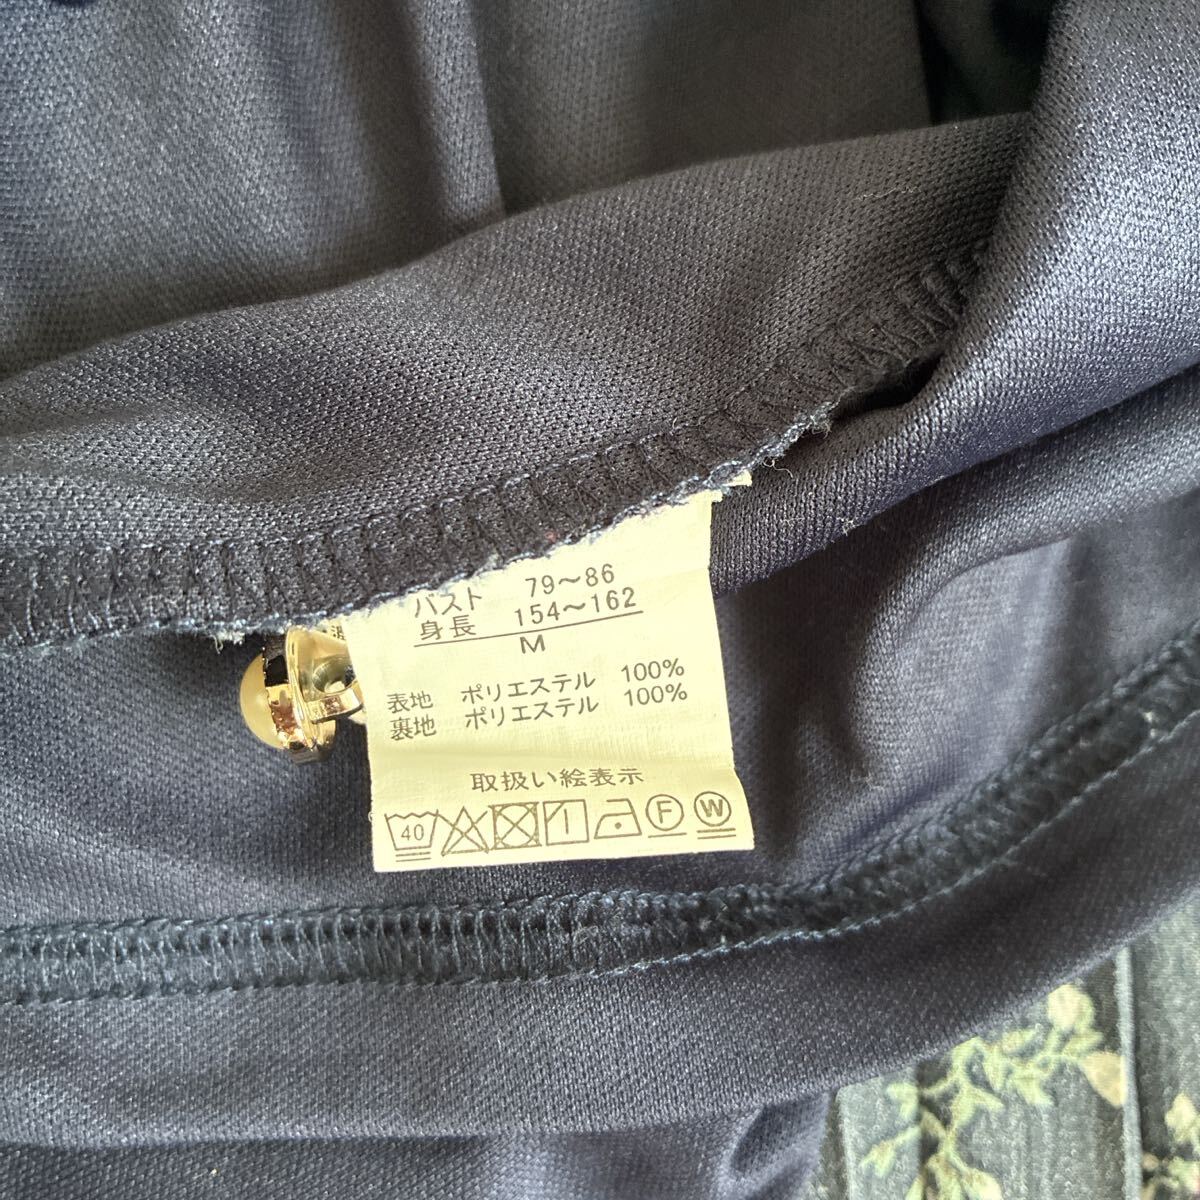 バスト 79～86
身長 154～162
M
表地 ポリエステル 100%
裏地 ポリエステル 100%
取扱い絵表示
40 F W